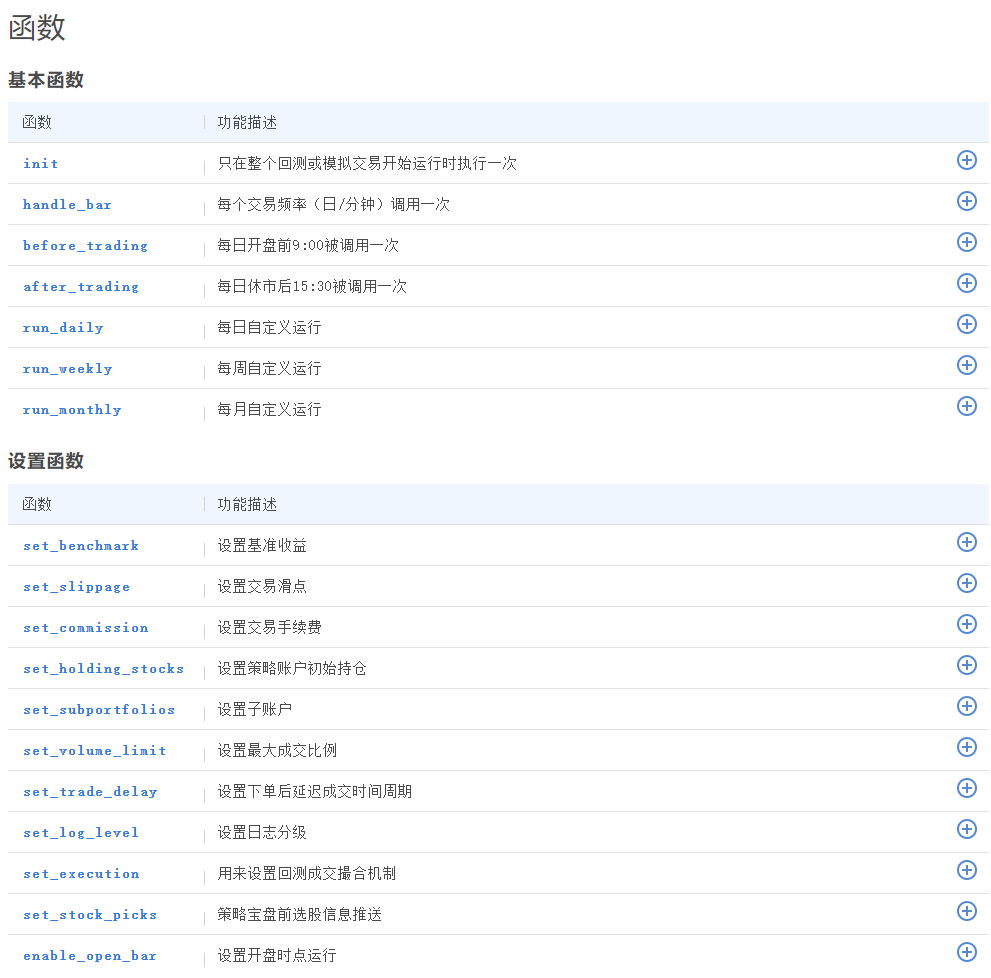 函数
基本函数
函数 功能描述
init 只在整个回测或模拟交易开始运行时执行一次
handle_bar 每个交易频率（日/分钟）调用一次
before_trading 每日开盘前9:00被调用一次
after_trading 每日休市后15:30被调用一次
run_daily 每日自定义运行
run_weekly 每周自定义运行
run_monthly 每月自定义运行
设置函数
函数 功能描述
set_benchmark 设置基准收益
set_slippage 设置交易滑点
set_commission 设置交易手续费
set_holding_stocks 设置策略账户初始持仓
set_subportfolios 设置子账户
set_volume_limit 设置最大成交比例
set_trade_delay 设置下单后延迟成交时间周期
set_log_level 设置日志分级
set_execution 用来设置回测成交撮合机制
set_stock_picks 策略宝盘前选股信息推送
enable_open_bar 设置开盘时点运行